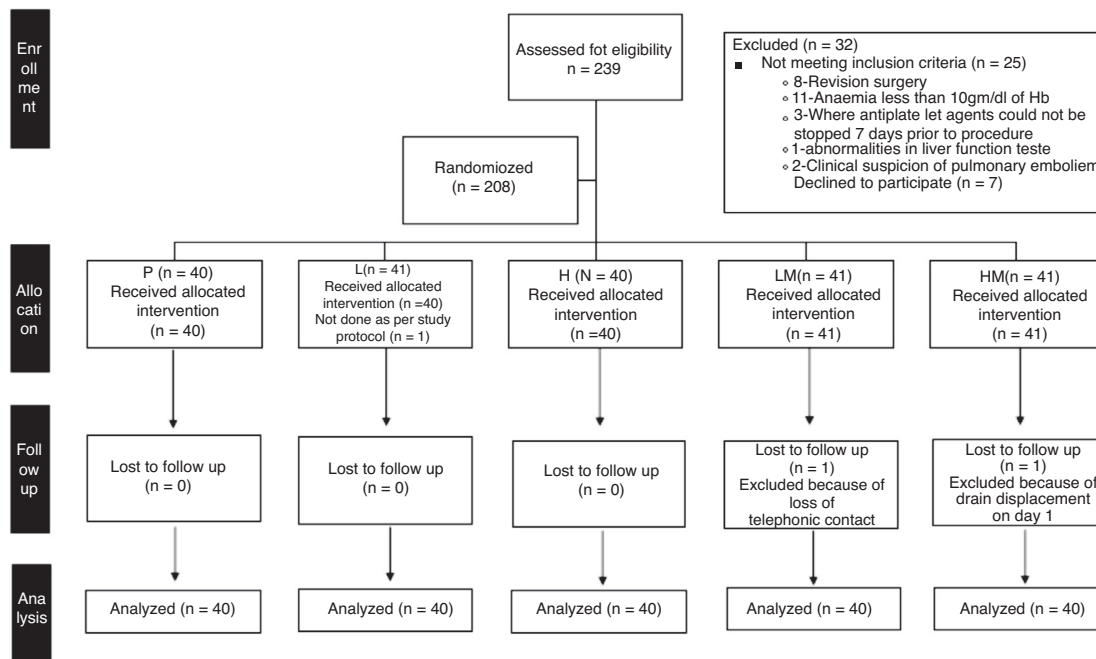 Enr
ollme
nt
Assessed fot eligibility
n = 239
Excluded (n = 32)
■ Not meeting inclusion criteria (n = 25)
8-Revision surgery
11-Anaemia less than 10gm/dl of Hb
3-Where antiplate let agents could not be
stopped 7 days prior to procedure
1-abnormalities in liver function teste
2-Clinical suspicion of pulmonary emboliem
Declined to participate (n = 7)
Randomiozed
(n = 208)
Allo
cati
on
P (n = 40)
Received allocated
intervention
(n = 40)
L(n = 41)
Received allocated
intervention (n =40)
Not done as per study
protocol (n = 1)
H (N = 40)
Received allocated
intervention
(n =40)
LM(n = 41)
Received allocated
intervention
(n = 41)
HM(n = 41)
Received allocated
intervention
(n = 41)
Foll
ow
up
Lost to follow up
(n = 0)
Lost to follow up
(n = 0)
Lost to follow up
(n = 0)
Lost to follow up
(n = 1)
Excluded because of
loss of
telephonic contact
Lost to follow up
(n = 1)
Excluded because of
drain displacement
on day 1
Ana
lysis
Analyzed (n = 40)
Analyzed (n = 40)
Analyzed (n = 40)
Analyzed (n = 40)
Analyzed (n = 40)